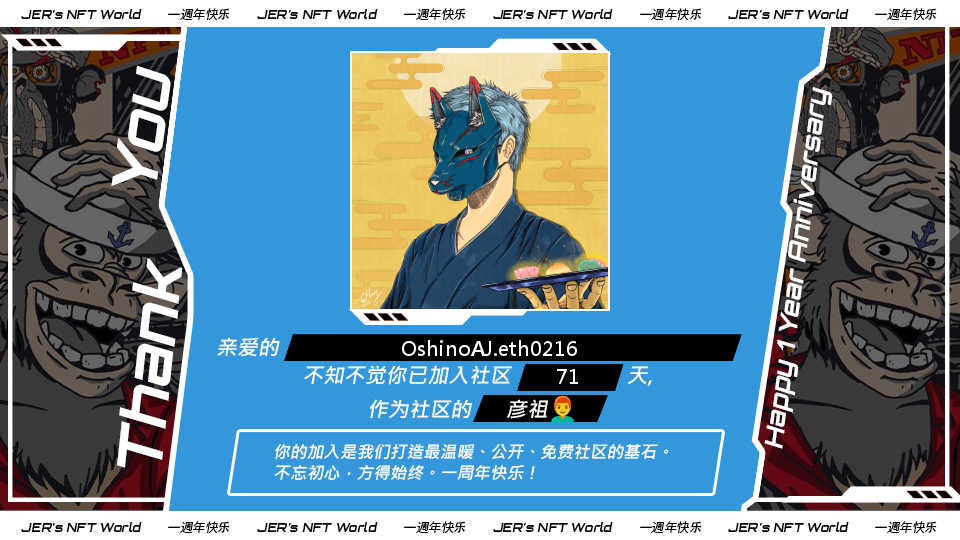 JER's NFT World 一週年快乐 JER's NFT World 一週年快乐 JER's NFT World 一週年快乐 JER's NFT World 一週年快乐
Thank You
Happy 1 Year Anniversary
亲爱的 OshinoAJ.eth0216
不知不觉你已加入社区 71 天,
作为社区的 彦祖👨‍🦰
你的加入是我们打造最温暖、公开、免费社区的基石。
不忘初心，方得始终。一周年快乐！
JER's NFT World 一週年快乐 JER's NFT World 一週年快乐 JER's NFT World 一週年快乐 JER's NFT World 一週年快乐